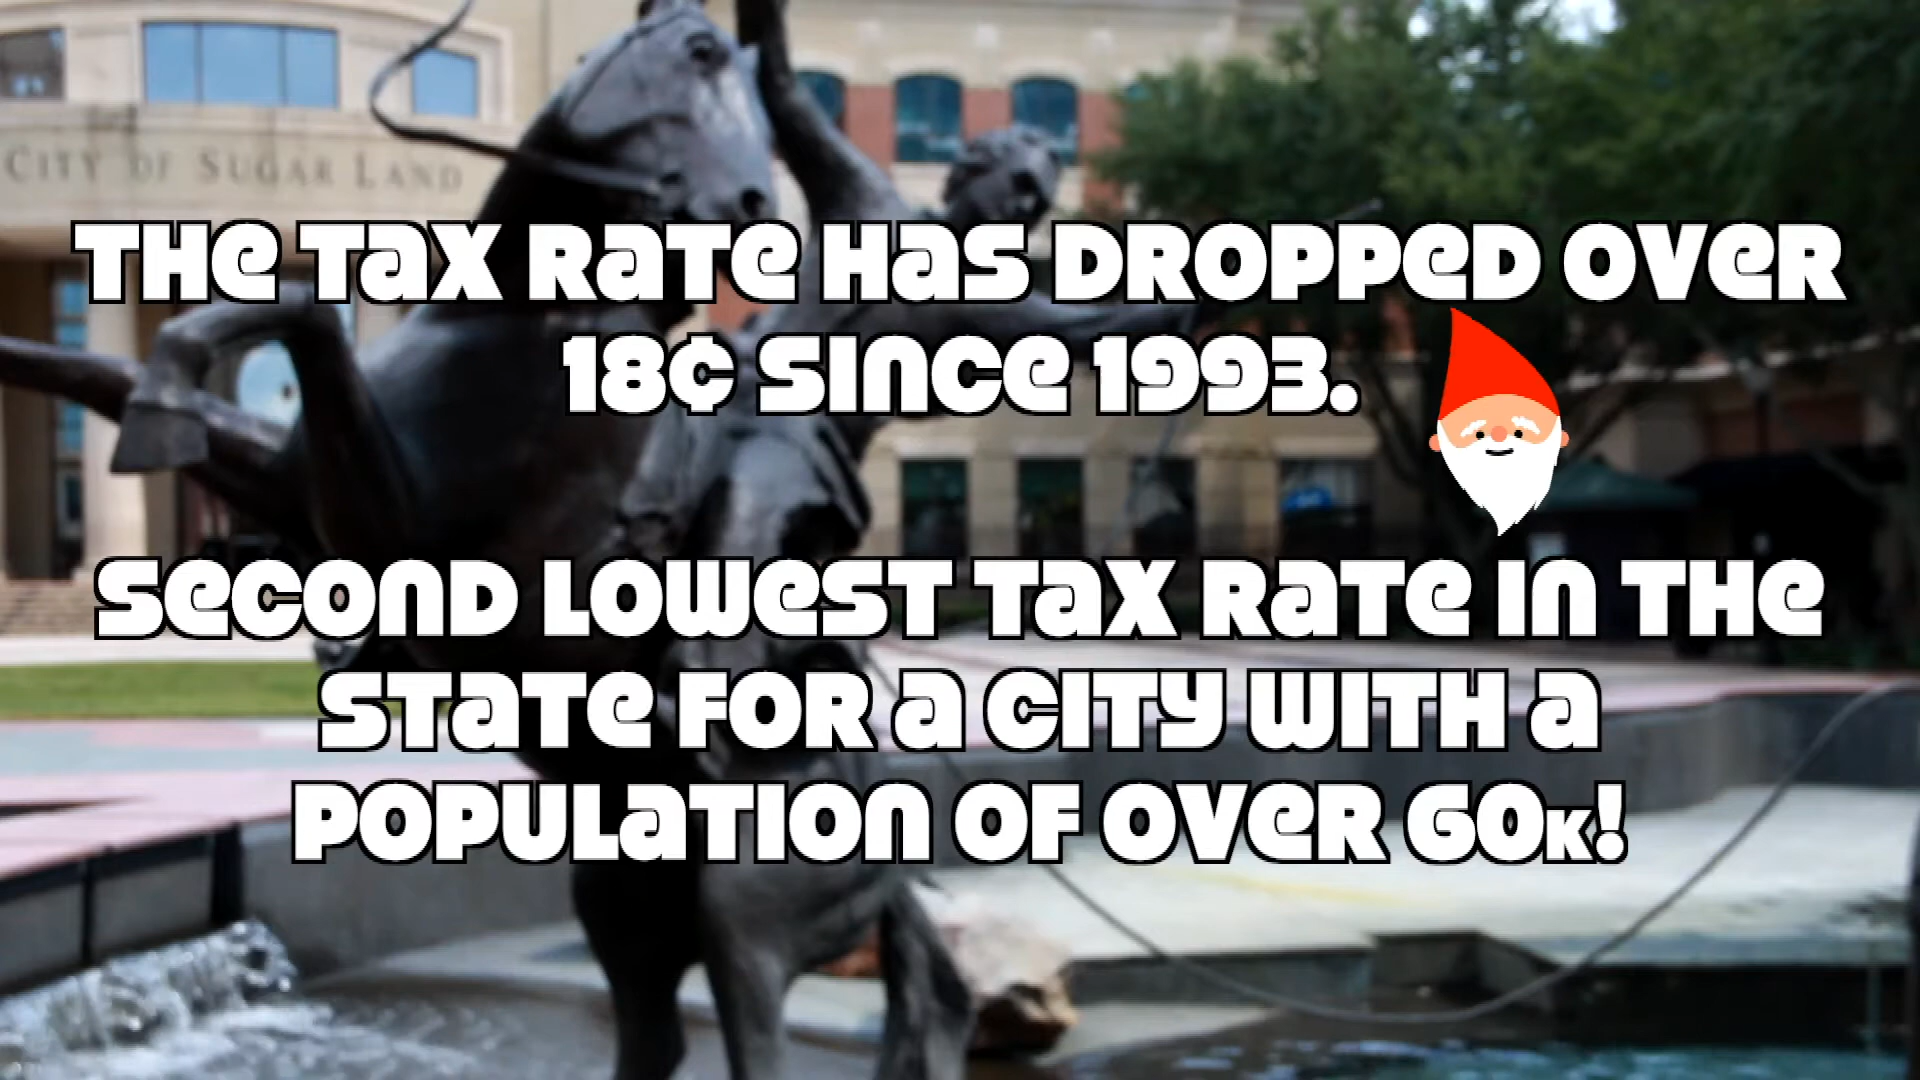 CITY OF SUGAR LAND
THE TAX RATE HAS DROPPED OVER
18¢ SINCE 1993.
SECOND LOWEST TAX RATE IN THE
STATE FOR A CITY WITH A
POPULATION OF OVER 60K!